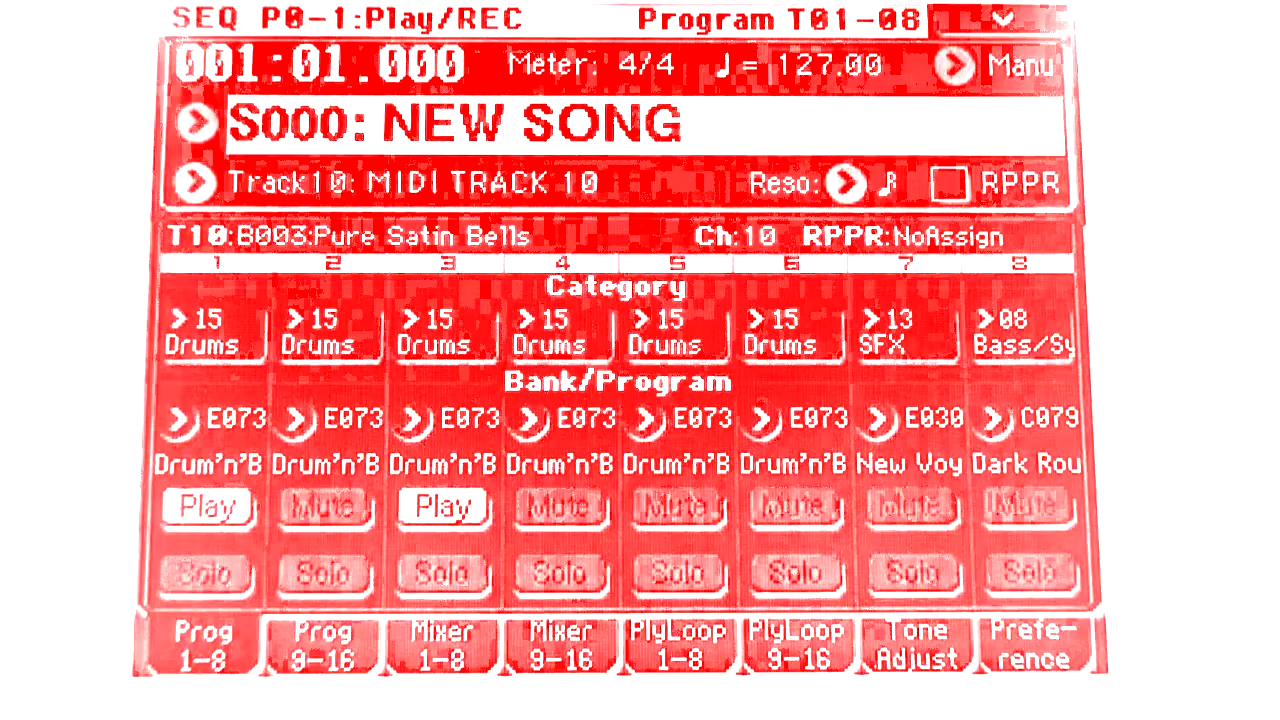 SEQ P0-1:Play/REC Program T01-08
001:01.000 Meter: 4/4 ♩= 127.00 Manu
S000: NEW SONG
Track10: MIDI TRACK 10 Reso: RPPR
T10:B003:Pure Satin Bells Ch:10 RPPR:NoAssign
1 2 3 4 5 6 7 8
Category
15 15 15 15 15 15 13 08
Drums Drums Drums Drums Drums Drums SFX Bass/Sy
Bank/Program
E073 E073 E073 E073 E073 E073 E030 C079
Drum'n'B Drum'n'B Drum'n'B Drum'n'B Drum'n'B Drum'n'B New Voy Dark Rou
Play Mute Play Mute Mute Mute Mute Mute
Solo Solo Solo Solo Solo Solo Solo Solo
Prog Prog Mixer Mixer PlyLoop PlyLoop Tone Prefe-
1-8 9-16 1-8 9-16 1-8 9-16 Adjust rence